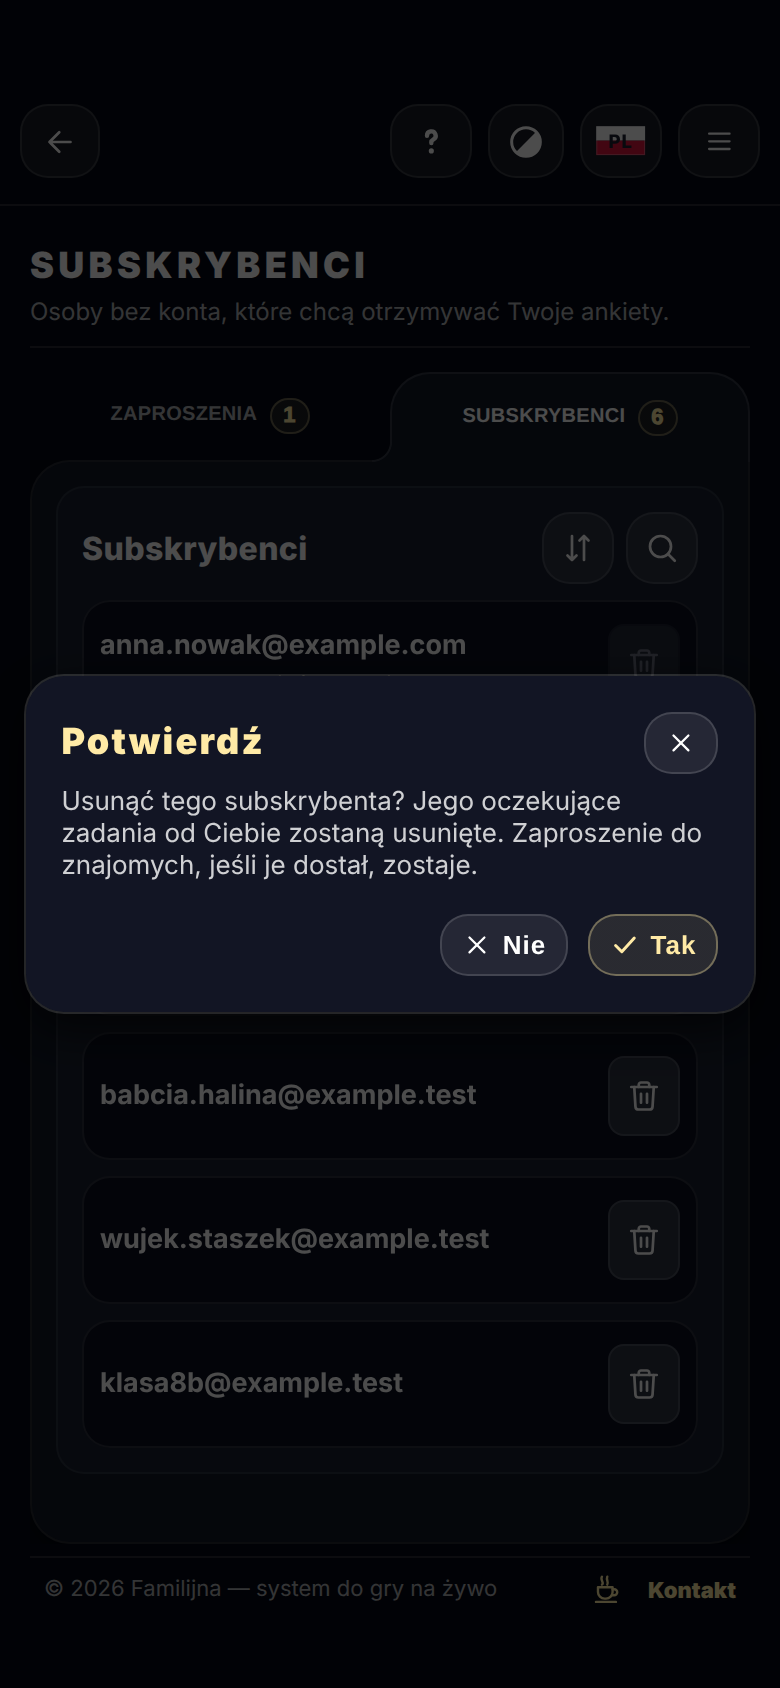 ?
PL
SUBSKRYBENCI
Osoby bez konta, które chcą otrzymywać Twoje ankiety.
ZAPROSZENIA 1
SUBSKRYBENCI 6
Subskrybenci
anna.nowak@example.com
Potwierdź
Usunąć tego subskrybenta? Jego oczekujące
zadania od Ciebie zostaną usunięte. Zaproszenie do
znajomych, jeśli je dostał, zostaje.
Nie
Tak
babcia.halina@example.test
wujek.staszek@example.test
klasa8b@example.test
© 2026 Familijna — system do gry na żywo
Kontakt